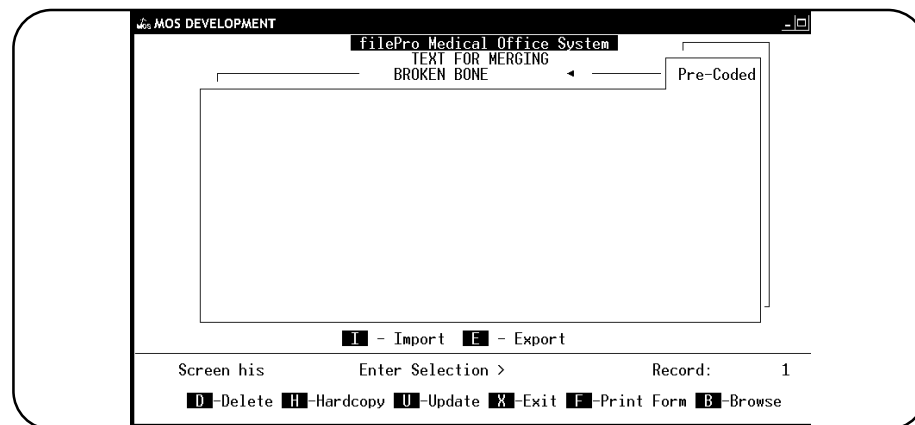 MOS MOS DEVELOPMENT
filePro Medical Office System
TEXT FOR MERGING
BROKEN BONE
Pre-Coded
I - Import E - Export
Screen his Enter Selection > Record: 1
D-Delete H-Hardcopy U-Update X-Exit F-Print Form B-Browse